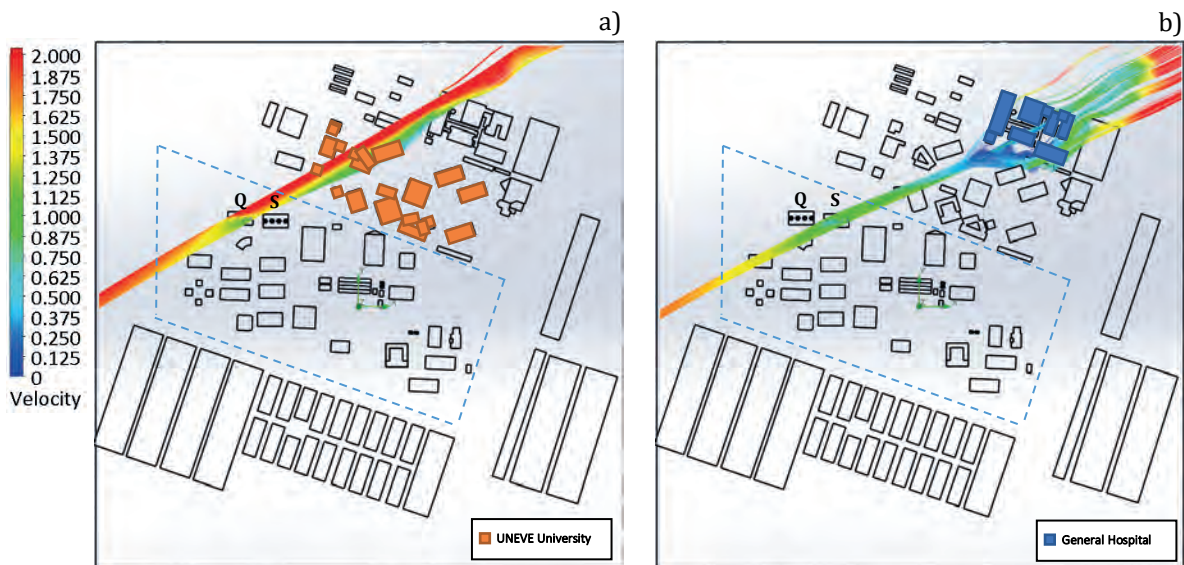 a)
b)
2.000
1.875
1.750
1.625
1.500
1.375
1.250
1.125
1.000
0.875
0.750
0.625
0.500
0.375
0.250
0.125
0
Velocity
Q
S
Q
S
UNEVE University
General Hospital